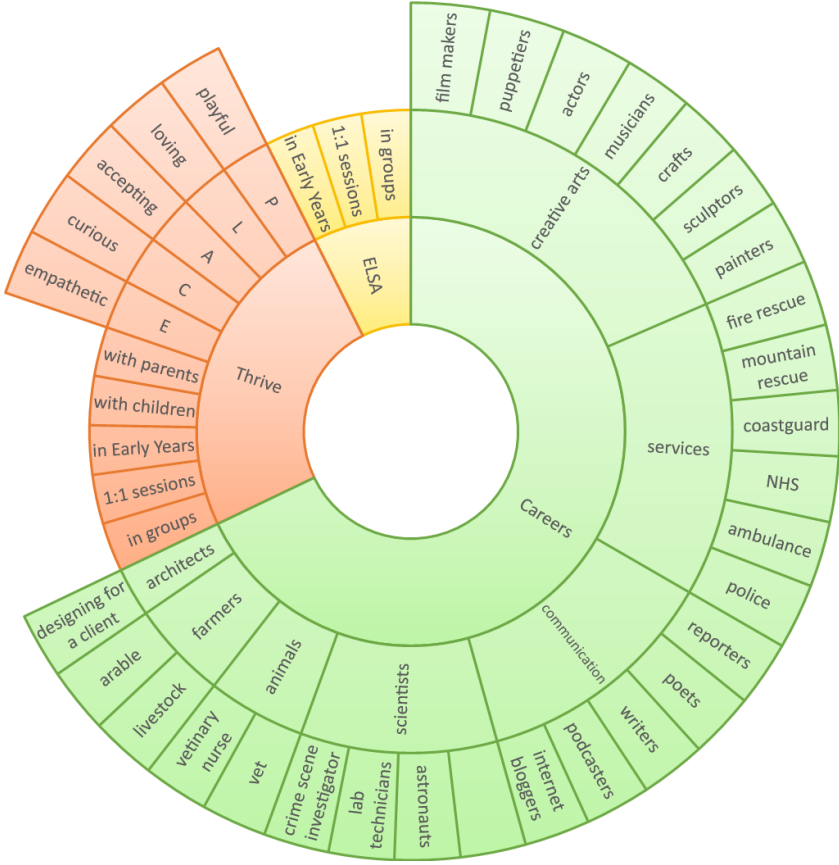 Careers
creative arts
film makers
puppetiers
actors
musicians
crafts
sculptors
painters
services
fire rescue
mountain
rescue
coastguard
NHS
ambulance
police
communication
reporters
poets
writers
podcasters
internet
bloggers
scientists
astronauts
lab
technicians
crime scene
investigator
animals
vet
vetinary
nurse
farmers
livestock
arable
architects
designing for
a client
Thrive
in groups
1:1 sessions
in Early Years
with children
with parents
E
empathetic
C
curious
A
accepting
L
loving
P
playful
ELSA
in Early Years
1:1 sessions
in groups